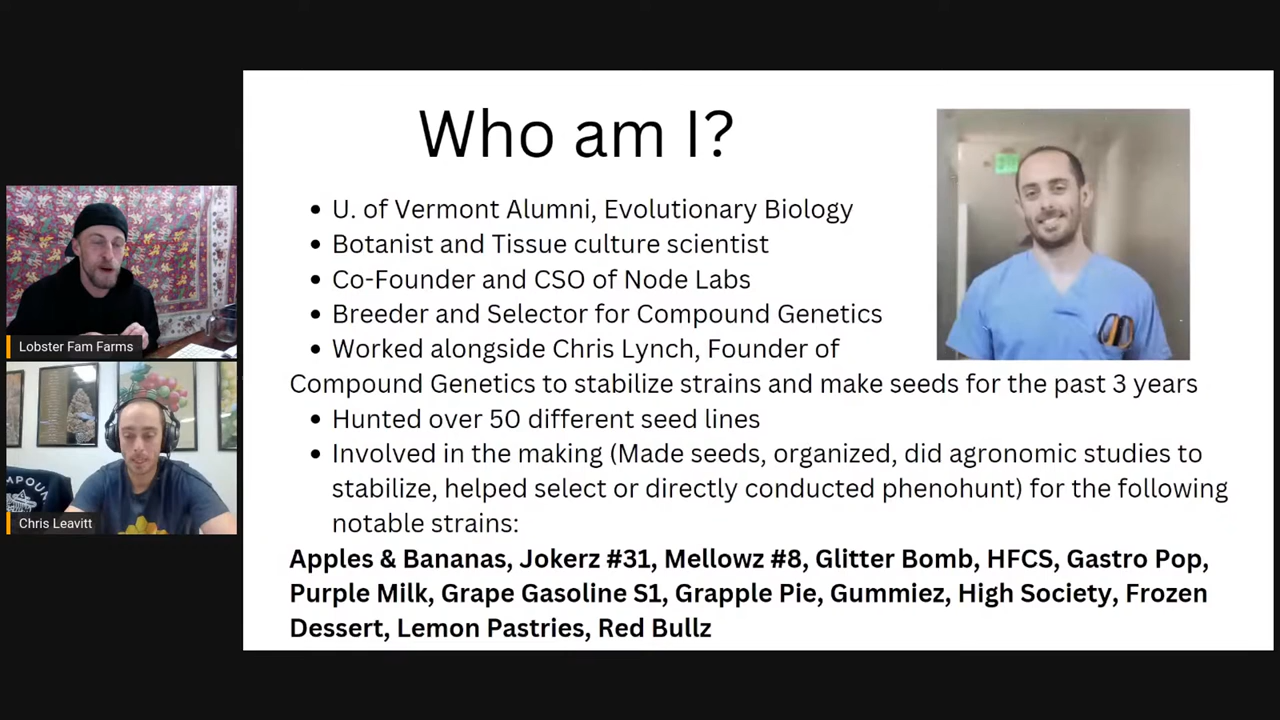 Who am I?
• U. of Vermont Alumni, Evolutionary Biology
• Botanist and Tissue culture scientist
• Co-Founder and CSO of Node Labs
• Breeder and Selector for Compound Genetics
• Worked alongside Chris Lynch, Founder of
Compound Genetics to stabilize strains and make seeds for the past 3 years
• Hunted over 50 different seed lines
• Involved in the making (Made seeds, organized, did agronomic studies to
stabilize, helped select or directly conducted phenohunt) for the following
notable strains:
Apples & Bananas, Jokerz #31, Mellowz #8, Glitter Bomb, HFCS, Gastro Pop,
Purple Milk, Grape Gasoline S1, Grapple Pie, Gummiez, High Society, Frozen
Dessert, Lemon Pastries, Red Bullz
Lobster Fam Farms
Chris Leavitt